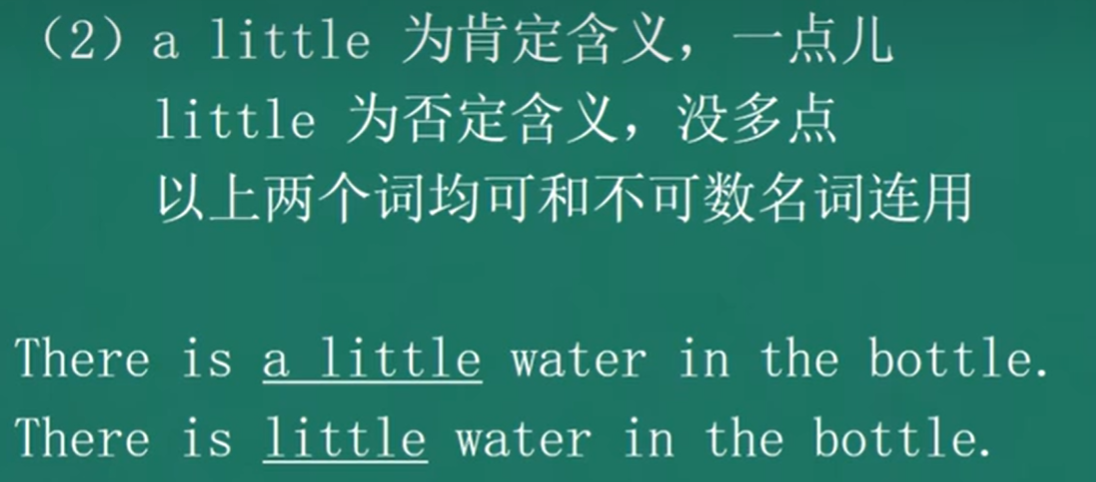 （2）a little 为肯定含义，一点儿
little 为否定含义，没多点
以上两个词均可和不可数名词连用
There is a little water in the bottle.
There is little water in the bottle.